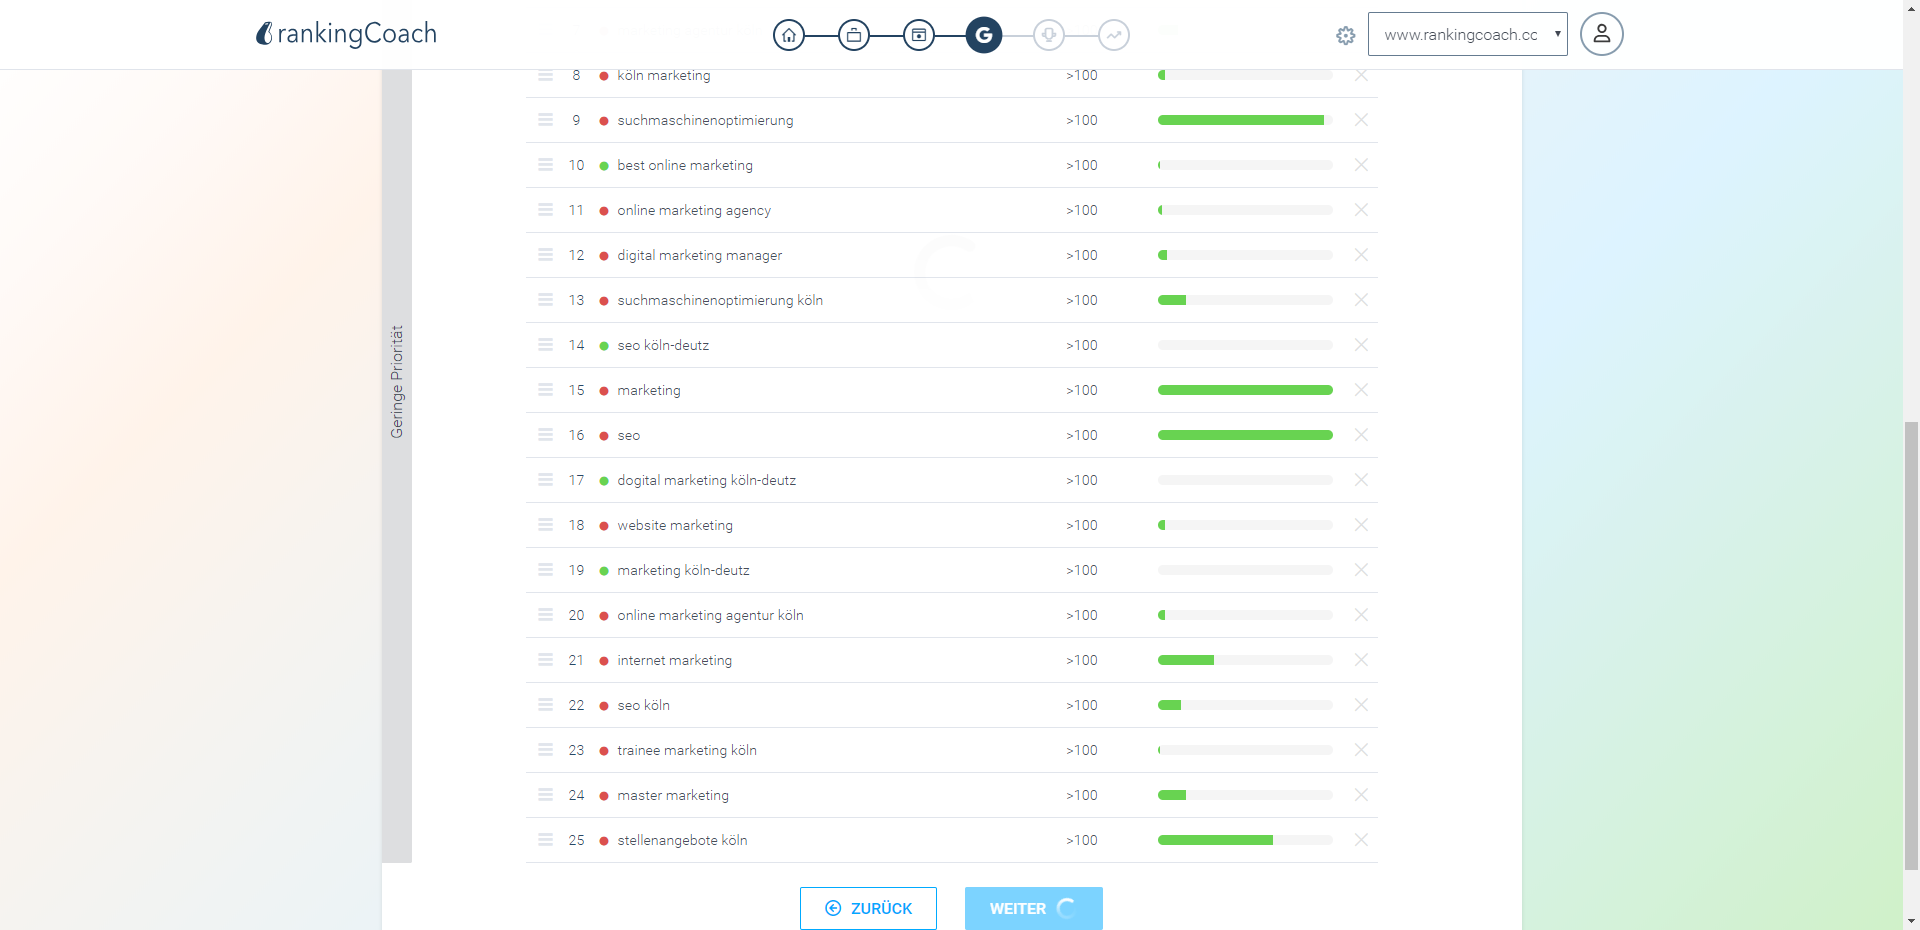 rankingCoach
G
www.rankingcoach.cc
Geringe Priorität
8 köln marketing >100
9 suchmaschinenoptimierung >100
10 best online marketing >100
11 online marketing agency >100
12 digital marketing manager >100
13 suchmaschinenoptimierung köln >100
14 seo köln-deutz >100
15 marketing >100
16 seo >100
17 dogital marketing köln-deutz >100
18 website marketing >100
19 marketing köln-deutz >100
20 online marketing agentur köln >100
21 internet marketing >100
22 seo köln >100
23 trainee marketing köln >100
24 master marketing >100
25 stellenangebote köln >100
ZURÜCK
WEITER